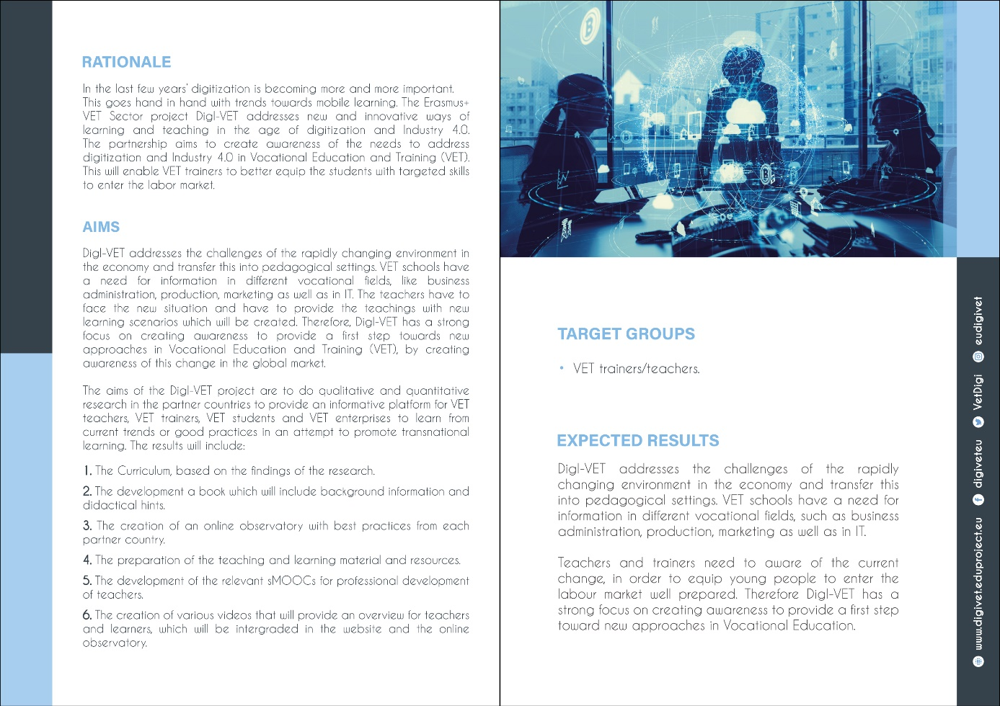 RATIONALE
In the last few years' digitization is becoming more and more important.
This goes hand in hand with trends towards mobile learning. The Erasmus+
VET Sector project DigI-VET addresses new and innovative ways of
learning and teaching in the age of digitization and Industry 4.0.
The partnership aims to create awareness of the needs to address
digitization and Industry 4.0 in Vocational Education and Training (VET).
This will enable VET trainers to better equip the students with targeted skills
to enter the labor market.
AIMS
DigI-VET addresses the challenges of the rapidly changing environment in
the economy and transfer this into pedagogical settings. VET schools have
a need for information in different vocational fields, like business
administration, production, marketing as well as in IT. The teachers have to
face the new situation and have to provide the teachings with new
learning scenarios which will be created. Therefore, DigI-VET has a strong
focus on creating awareness to provide a first step towards new
approaches in Vocational Education and Training (VET), by creating
awareness of this change in the global market.
The aims of the DigI-VET project are to do qualitative and quantitative
research in the partner countries to provide an informative platform for VET
teachers, VET trainers, VET students and VET enterprises to learn from
current trends or good practices in an attempt to promote transnational
learning. The results will include:
1. The Curriculum, based on the findings of the research.
2. The development a book which will include background information and
didactical hints.
3. The creation of an online observatory with best practices from each
partner country.
4. The preparation of the teaching and learning material and resources.
5. The development of the relevant sMOOCs for professional development
of teachers.
6. The creation of various videos that will provide an overview for teachers
and learners, which will be intergraded in the website and the online
observatory.
TARGET GROUPS
• VET trainers/teachers.
EXPECTED RESULTS
DigI-VET addresses the challenges of the rapidly
changing environment in the economy and transfer this
into pedagogical settings. VET schools have a need for
information in different vocational fields, such as business
administration, production, marketing as well as in IT.
Teachers and trainers need to aware of the current
change, in order to equip young people to enter the
labour market well prepared. Therefore DigI-VET has a
strong focus on creating awareness to provide a first step
toward new approaches in Vocational Education.
www.digivet.eduproject.eu
digiveteu
VetDigi
eudigivet